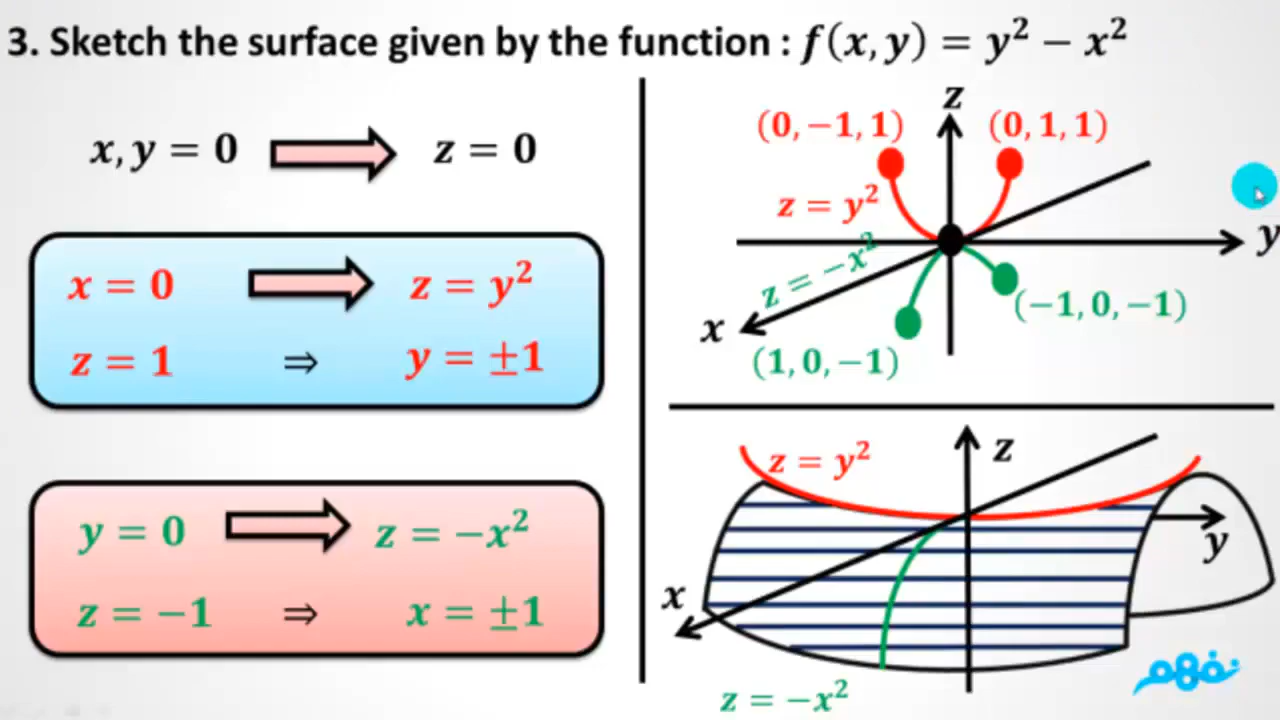 3. Sketch the surface given by the function : f(x, y) = y² − x²
x, y = 0 z = 0
x = 0 z = y²
z = 1 ⇒ y = ±1
y = 0 z = −x²
z = −1 ⇒ x = ±1
z
(0, −1, 1) (0, 1, 1)
z = y²
y
z = −x²
(−1, 0, −1)
x
(1, 0, −1)
z
z = y²
y
x
z = −x²
نفهم